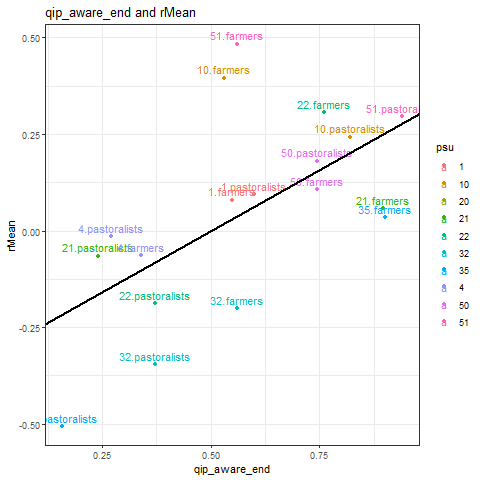 qip_aware_end and rMean
0.50
0.25
0.00
-0.25
-0.50
rMean
51.farmers
10.farmers
22.farmers
51.pastora
10.pastoralists
50.pastoralists
50.farmers
1.pastoralists
1.farmers
21.farmers
35.farmers
4.pastoralists
21.pastoralists
4.farmers
22.pastoralists
32.farmers
32.pastoralists
pastoralists
0.25
0.50
0.75
qip_aware_end
psu
1
10
20
21
22
32
35
4
50
51